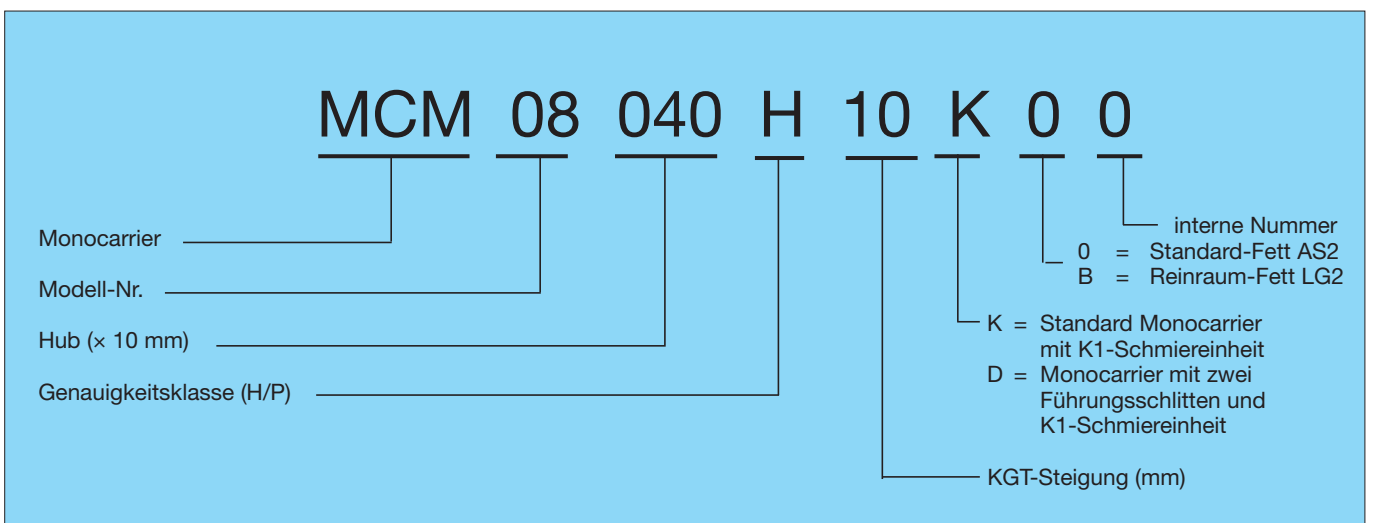 MCM 08 040 H 10 K 0 0
Monocarrier
Modell-Nr.
Hub (× 10 mm)
Genauigkeitsklasse (H/P)
interne Nummer
0 = Standard-Fett AS2
B = Reinraum-Fett LG2
K = Standard Monocarrier
mit K1-Schmiereinheit
D = Monocarrier mit zwei
Führungsschlitten und
K1-Schmiereinheit
KGT-Steigung (mm)